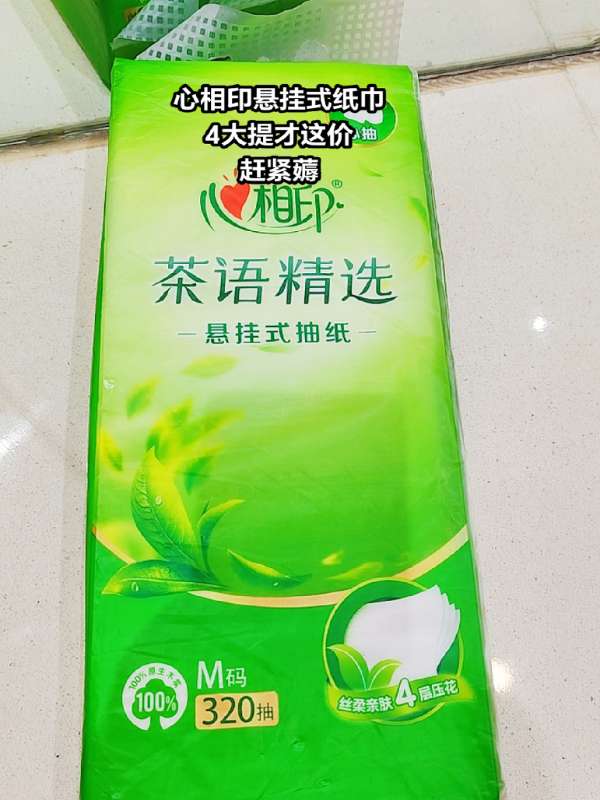 心相印悬挂式纸巾
4大提才这价
抽
赶紧薅
心相印®
茶语精选
悬挂式抽纸
100%原生木浆
100%
M码
320抽
丝柔亲肤4层压花